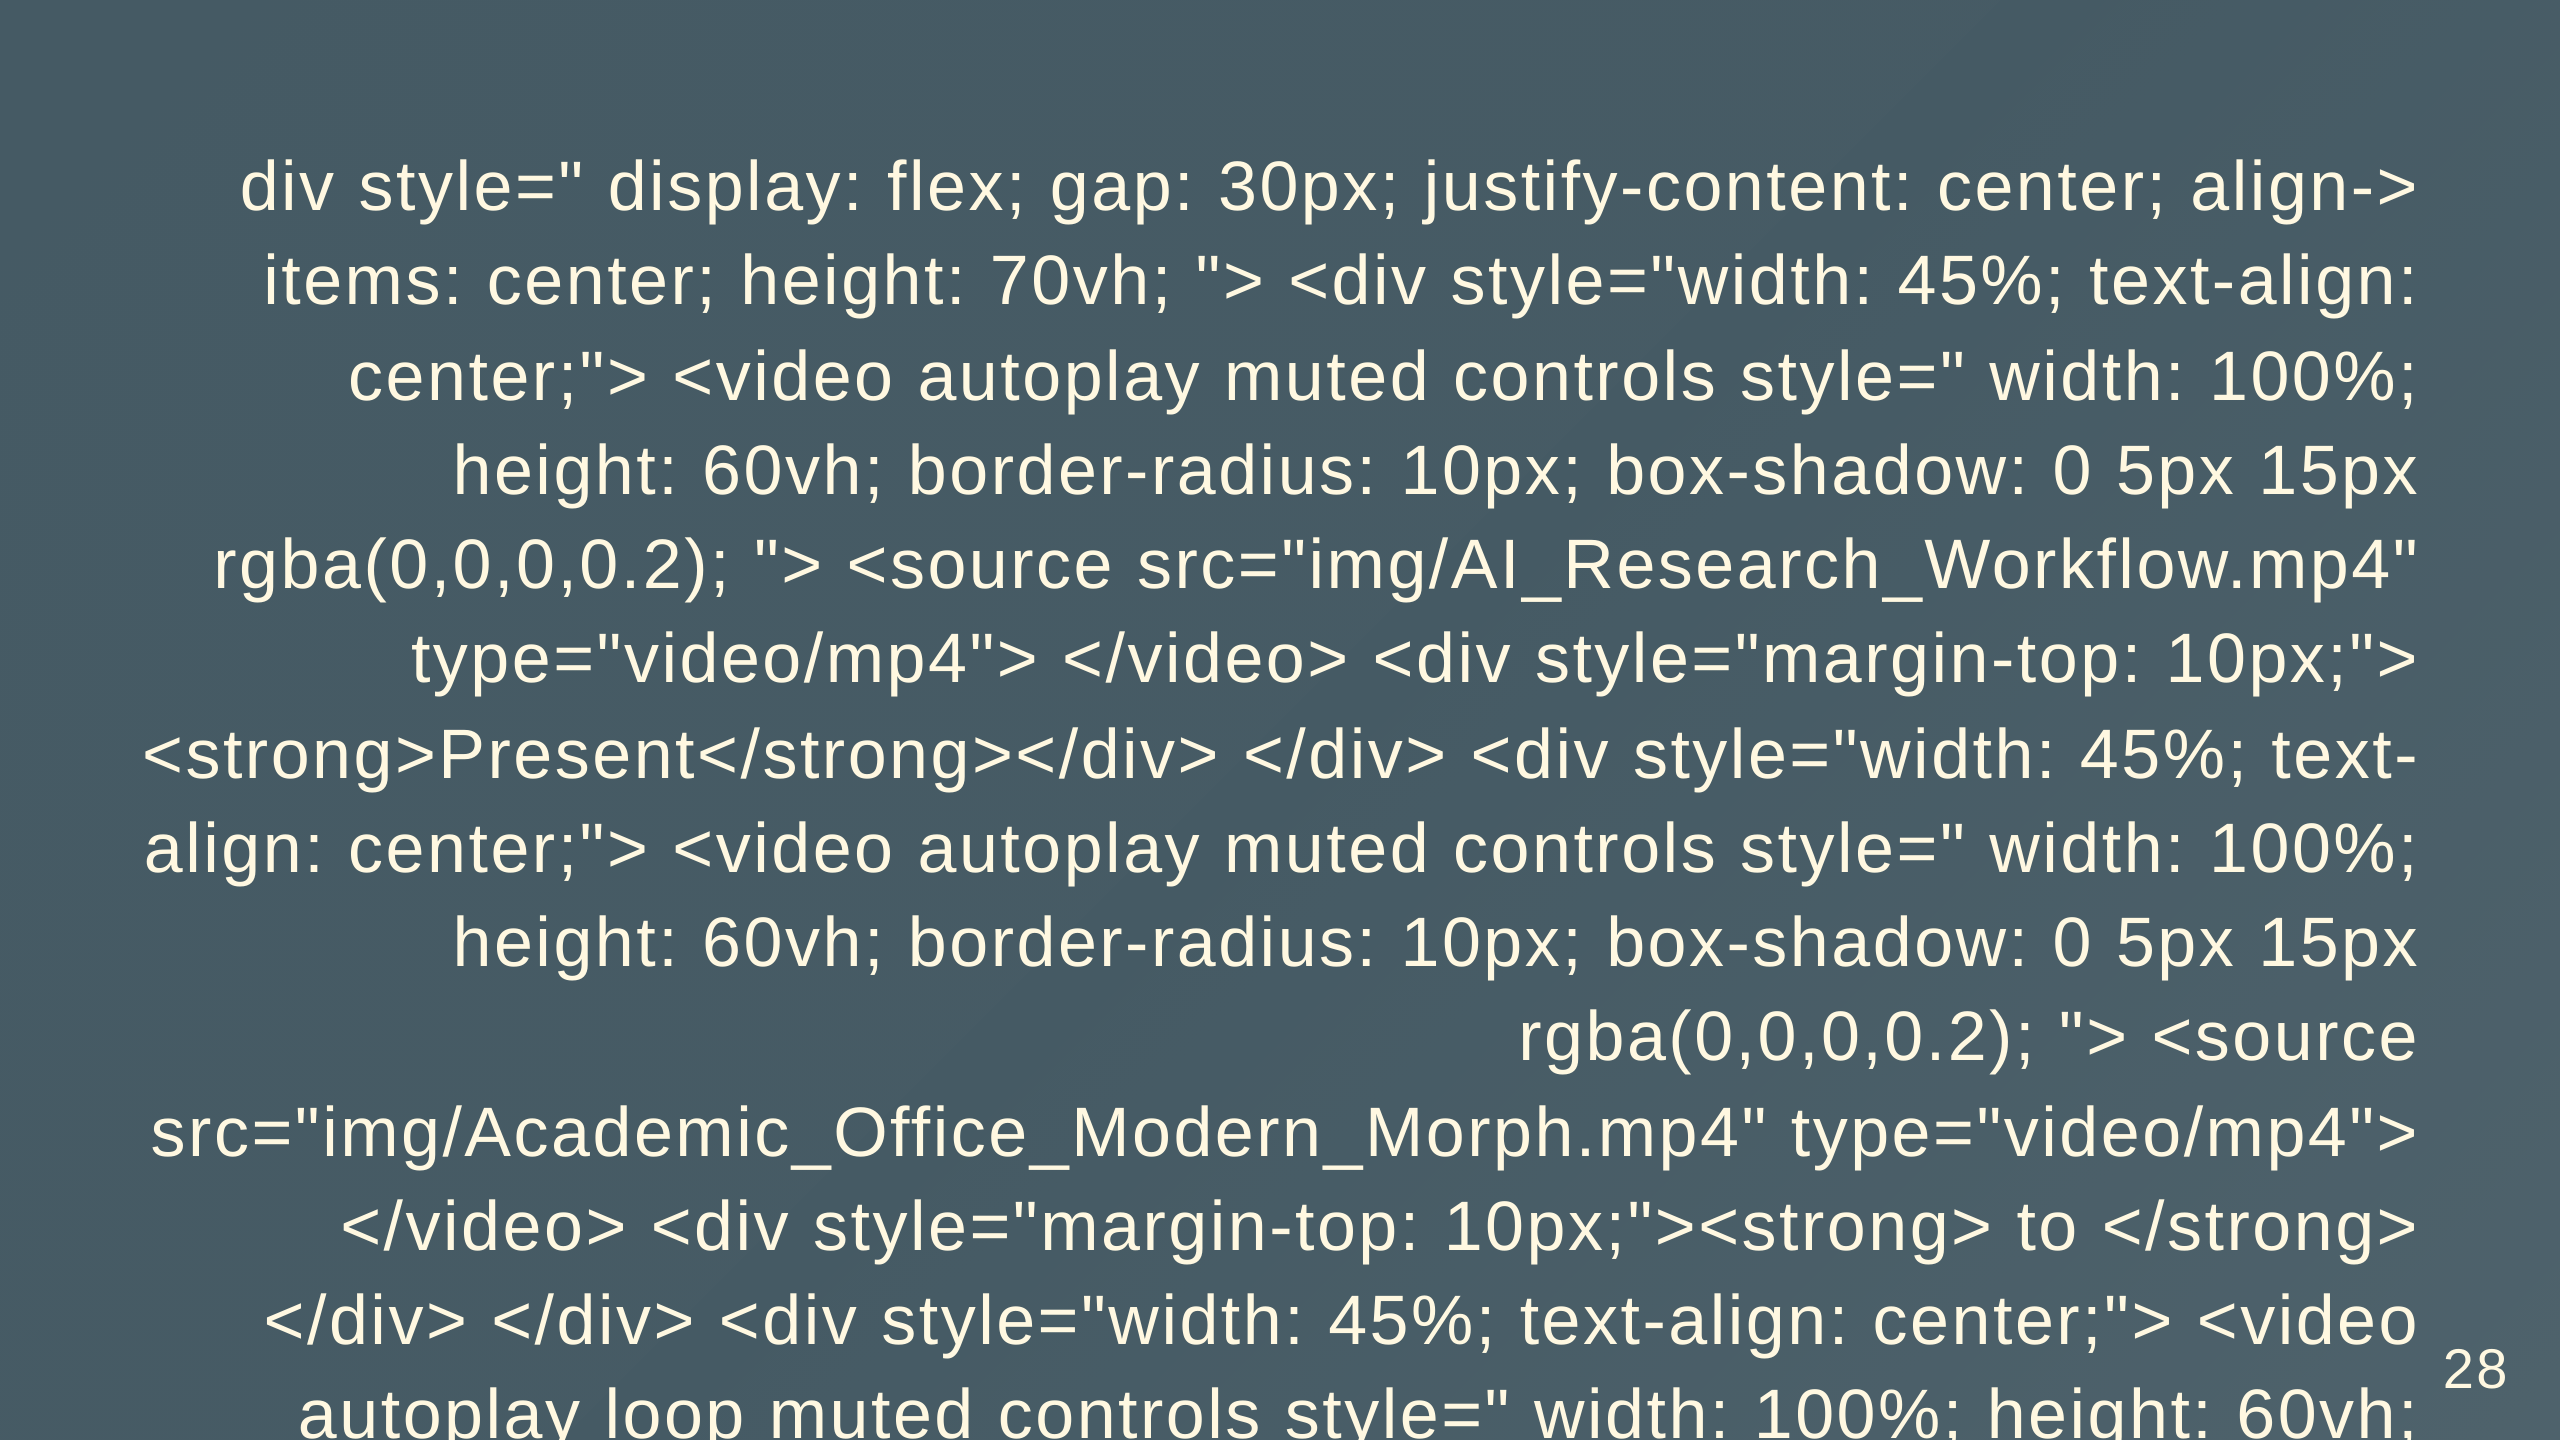 div style=" display: flex; gap: 30px; justify-content: center; align->
items: center; height: 70vh; "> <div style="width: 45%; text-align:
center;"> <video autoplay muted controls style=" width: 100%;
height: 60vh; border-radius: 10px; box-shadow: 0 5px 15px
rgba(0,0,0,0.2); "> <source src="img/AI_Research_Workflow.mp4"
type="video/mp4"> </video> <div style="margin-top: 10px;">
<strong>Present</strong></div> </div> <div style="width: 45%; text-
align: center;"> <video autoplay muted controls style=" width: 100%;
height: 60vh; border-radius: 10px; box-shadow: 0 5px 15px
rgba(0,0,0,0.2); "> <source
src="img/Academic_Office_Modern_Morph.mp4" type="video/mp4">
</video> <div style="margin-top: 10px;"><strong> to </strong>
</div> </div> <div style="width: 45%; text-align: center;"> <video
autoplay loop muted controls style=" width: 100%; height: 60vh;
28